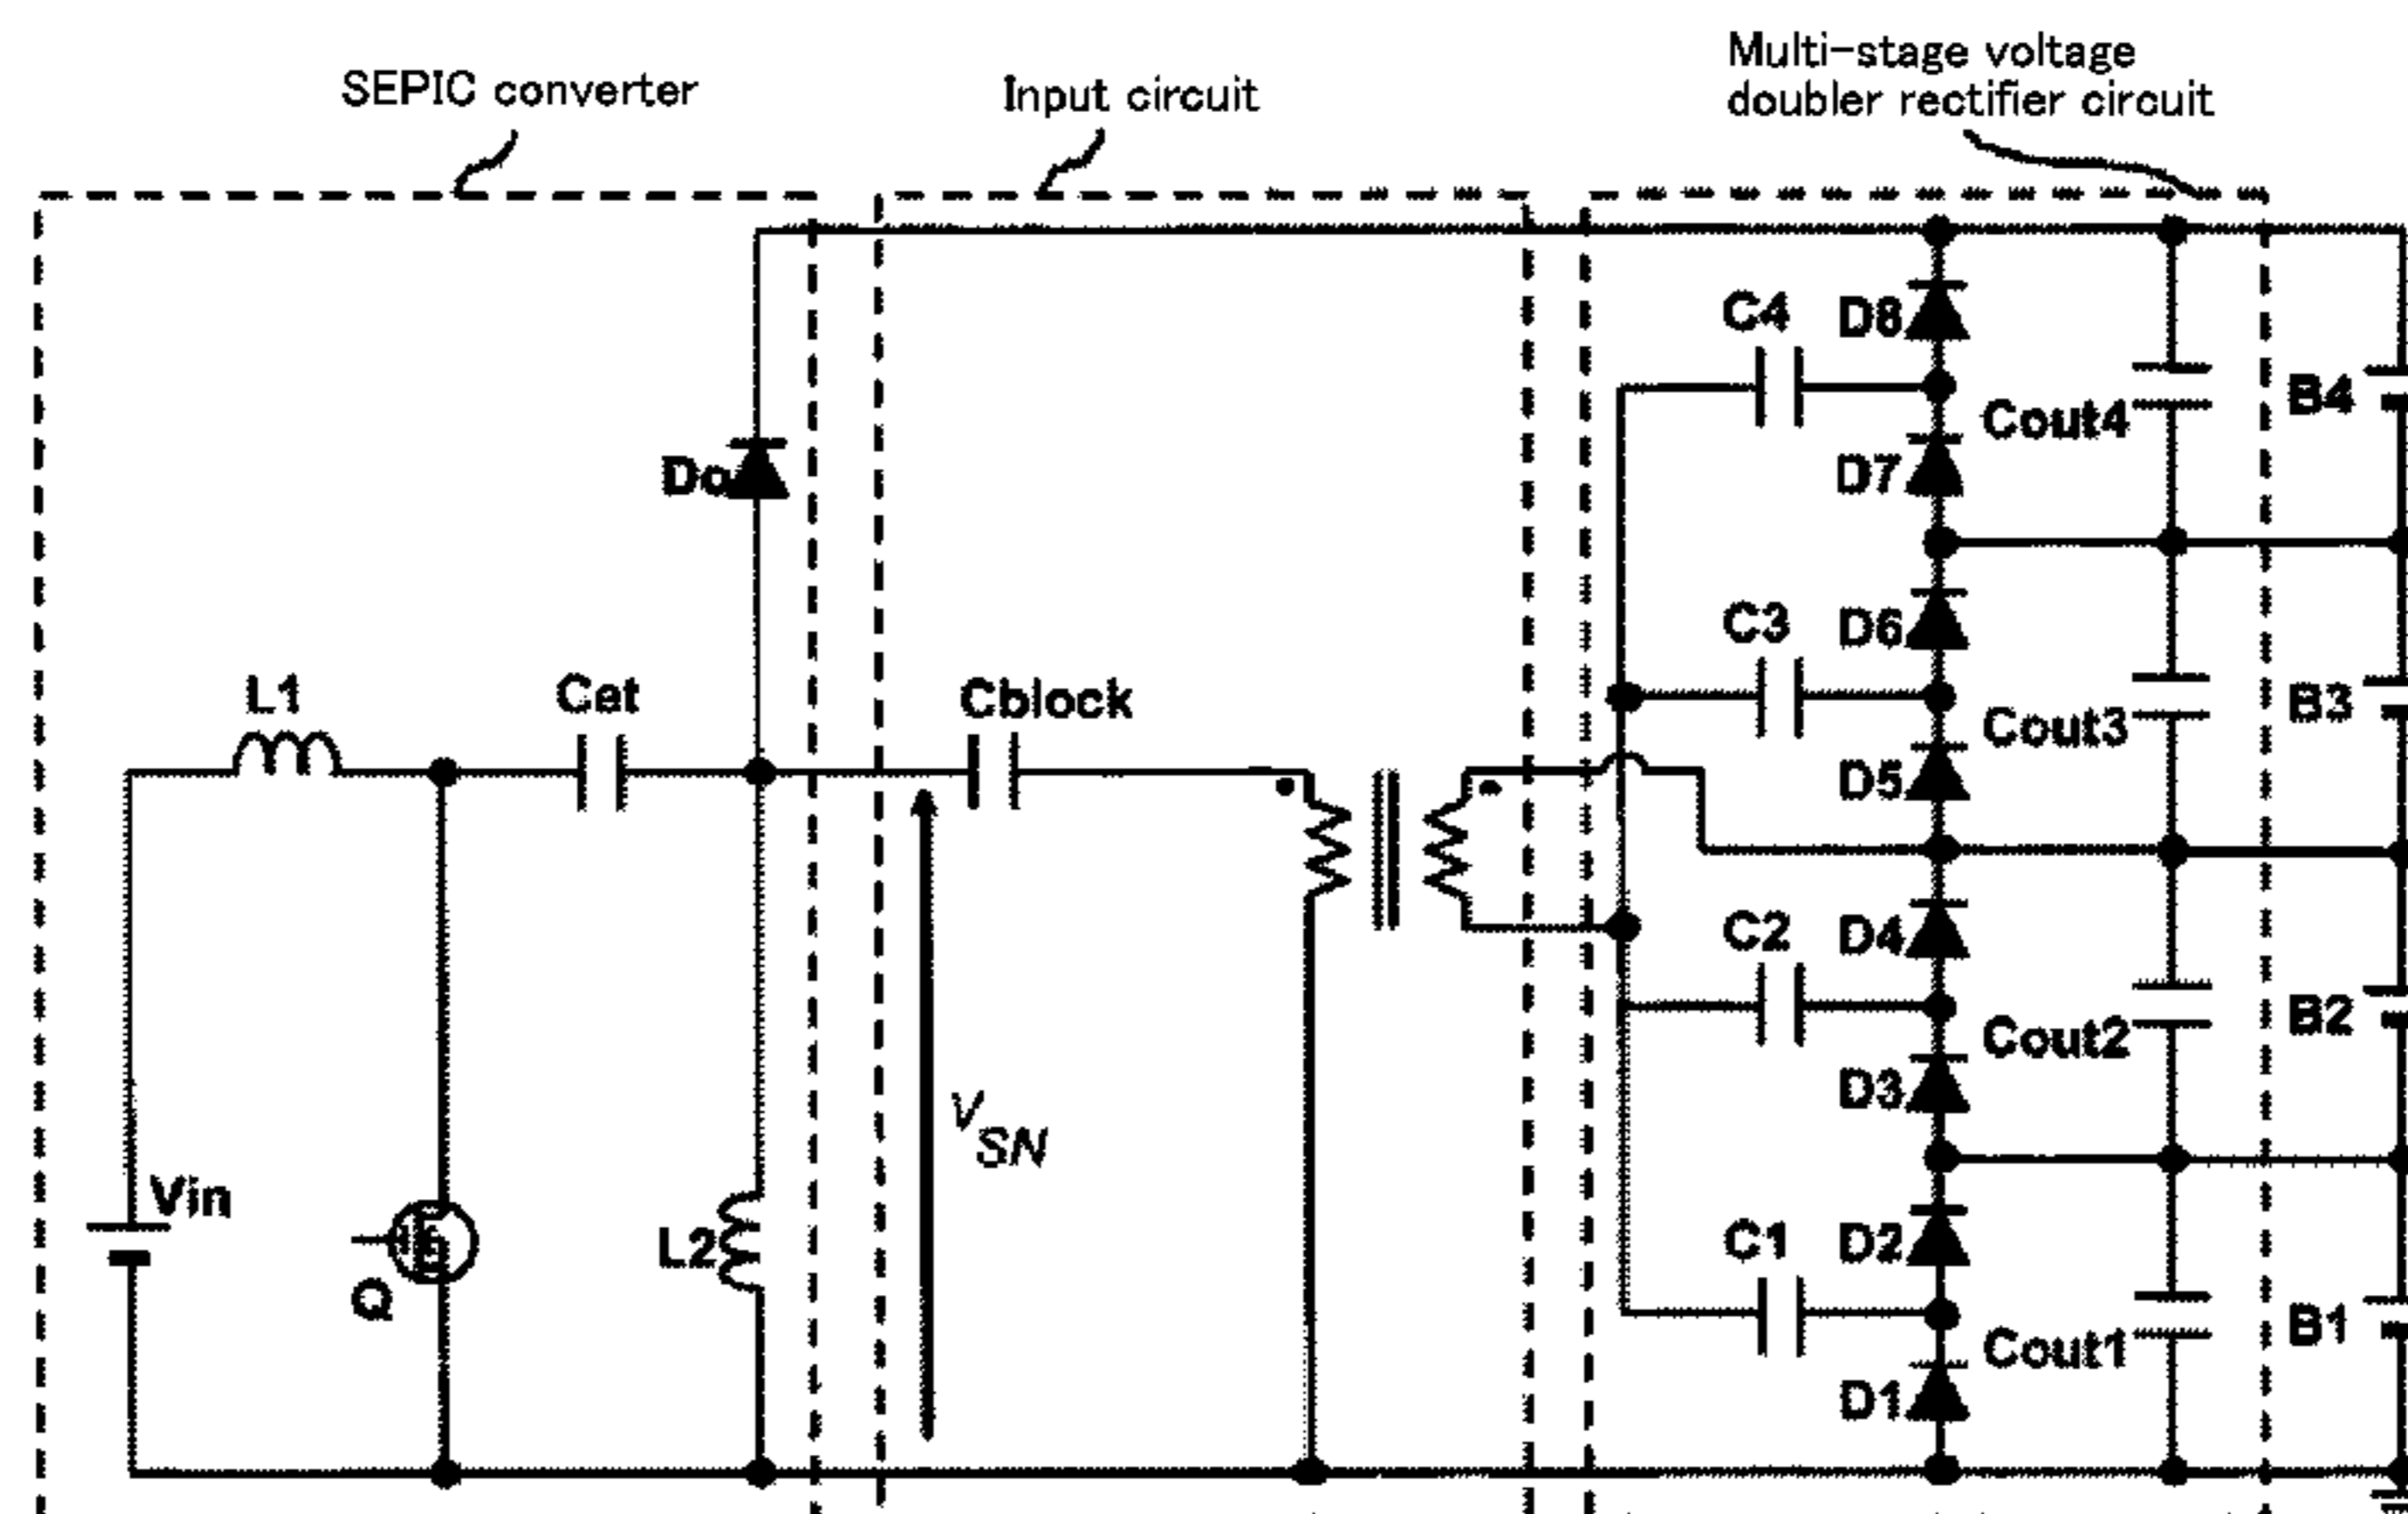 SEPIC converter
Input circuit
Multi-stage voltage
doubler rectifier circuit
C4
D8
Cout4
B4
Do
D7
C3
D6
L1
Cet
Cblock
Cout3
B3
D5
C2
D4
Vin
VSN
Cout2
B2
D3
L2
C1
D2
Q
Cout1
B1
D1